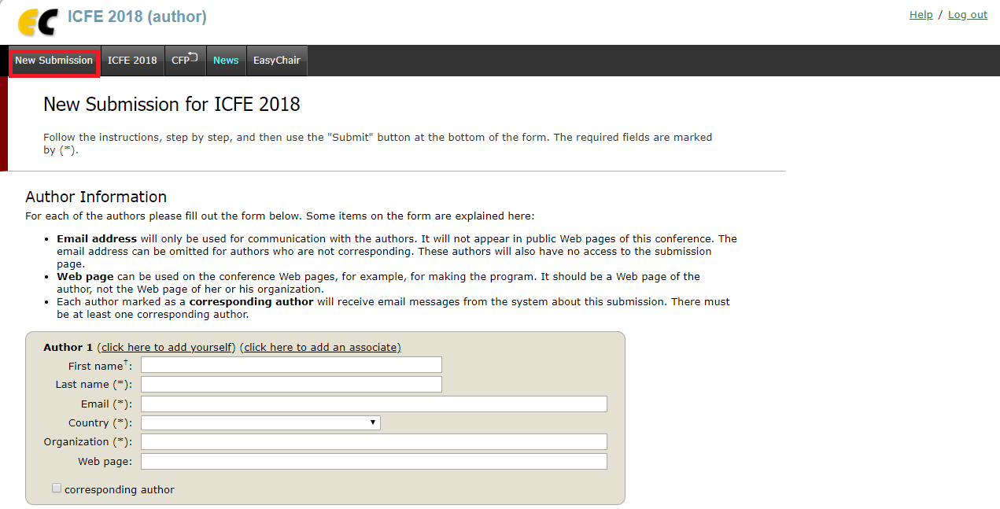 EC ICFE 2018 (author)
Help / Log out
New Submission ICFE 2018 CFP News EasyChair
New Submission for ICFE 2018
Follow the instructions, step by step, and then use the "Submit" button at the bottom of the form. The required fields are marked
by (*).
Author Information
For each of the authors please fill out the form below. Some items on the form are explained here:
• Email address will only be used for communication with the authors. It will not appear in public Web pages of this conference. The
email address can be omitted for authors who are not corresponding. These authors will also have no access to the submission
page.
• Web page can be used on the conference Web pages, for example, for making the program. It should be a Web page of the
author, not the Web page of her or his organization.
• Each author marked as a corresponding author will receive email messages from the system about this submission. There must
be at least one corresponding author.
Author 1 (click here to add yourself) (click here to add an associate)
First name†:
Last name (*):
Email (*):
Country (*):
Organization (*):
Web page:
corresponding author